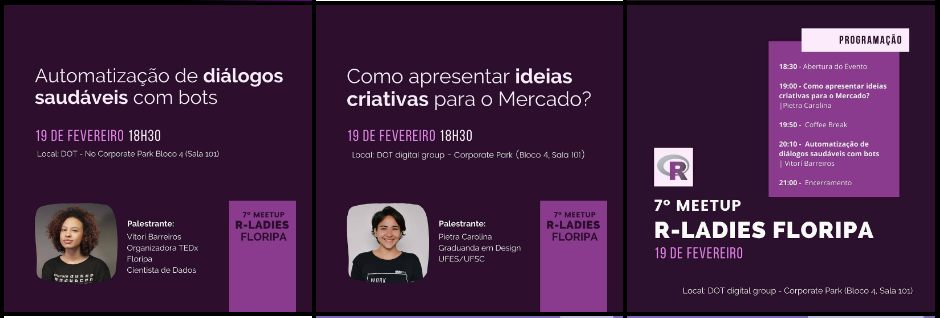 Automatização de diálogos
saudáveis com bots
19 DE FEVEREIRO 18H30
Local: DOT - No Corporate Park Bloco 4 (Sala 101)
Palestrante:
Vitori Barreiros
Organizadora TEDx
Floripa
Cientista de Dados
7º MEETUP
R-LADIES
FLORIPA
Como apresentar ideias
criativas para o Mercado?
19 DE FEVEREIRO 18H30
Local: DOT digital group - Corporate Park (Bloco 4, Sala 101)
Palestrante:
Pietra Carolina
Graduanda em Design
UFES/UFSC
WORK
7º MEETUP
R-LADIES
FLORIPA
PROGRAMAÇÃO
18:30 - Abertura do Evento
19:00 - Como apresentar ideias
criativas para o Mercado?
|Pietra Carolina
19:50 - Coffee Break
20:10 - Automatização de
diálogos saudáveis com bots
| Vitori Barreiros
21:00 - Encerramento
R
7º MEETUP
R-LADIES FLORIPA
19 DE FEVEREIRO
Local: DOT digital group - Corporate Park (Bloco 4, Sala 101)